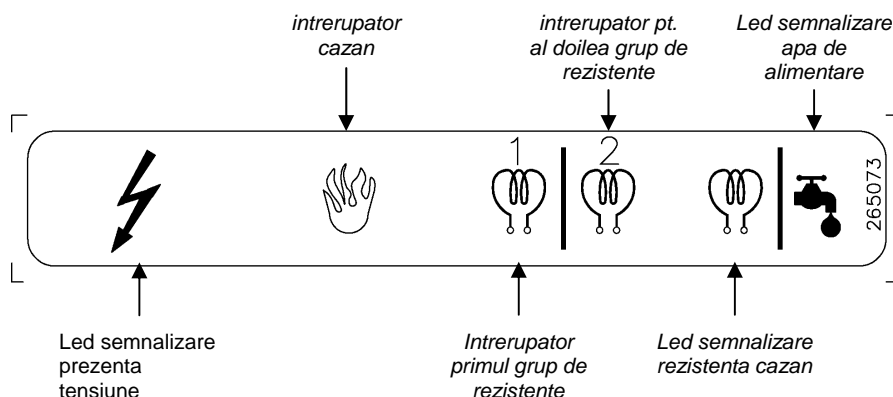 intrerupator
cazan
intrerupator pt.
al doilea grup de
rezistente
Led semnalizare
apa de
alimentare
1
2
265073
Led semnalizare
prezenta
tensiune
Intrerupator
primul grup de
rezistente
Led semnalizare
rezistenta cazan